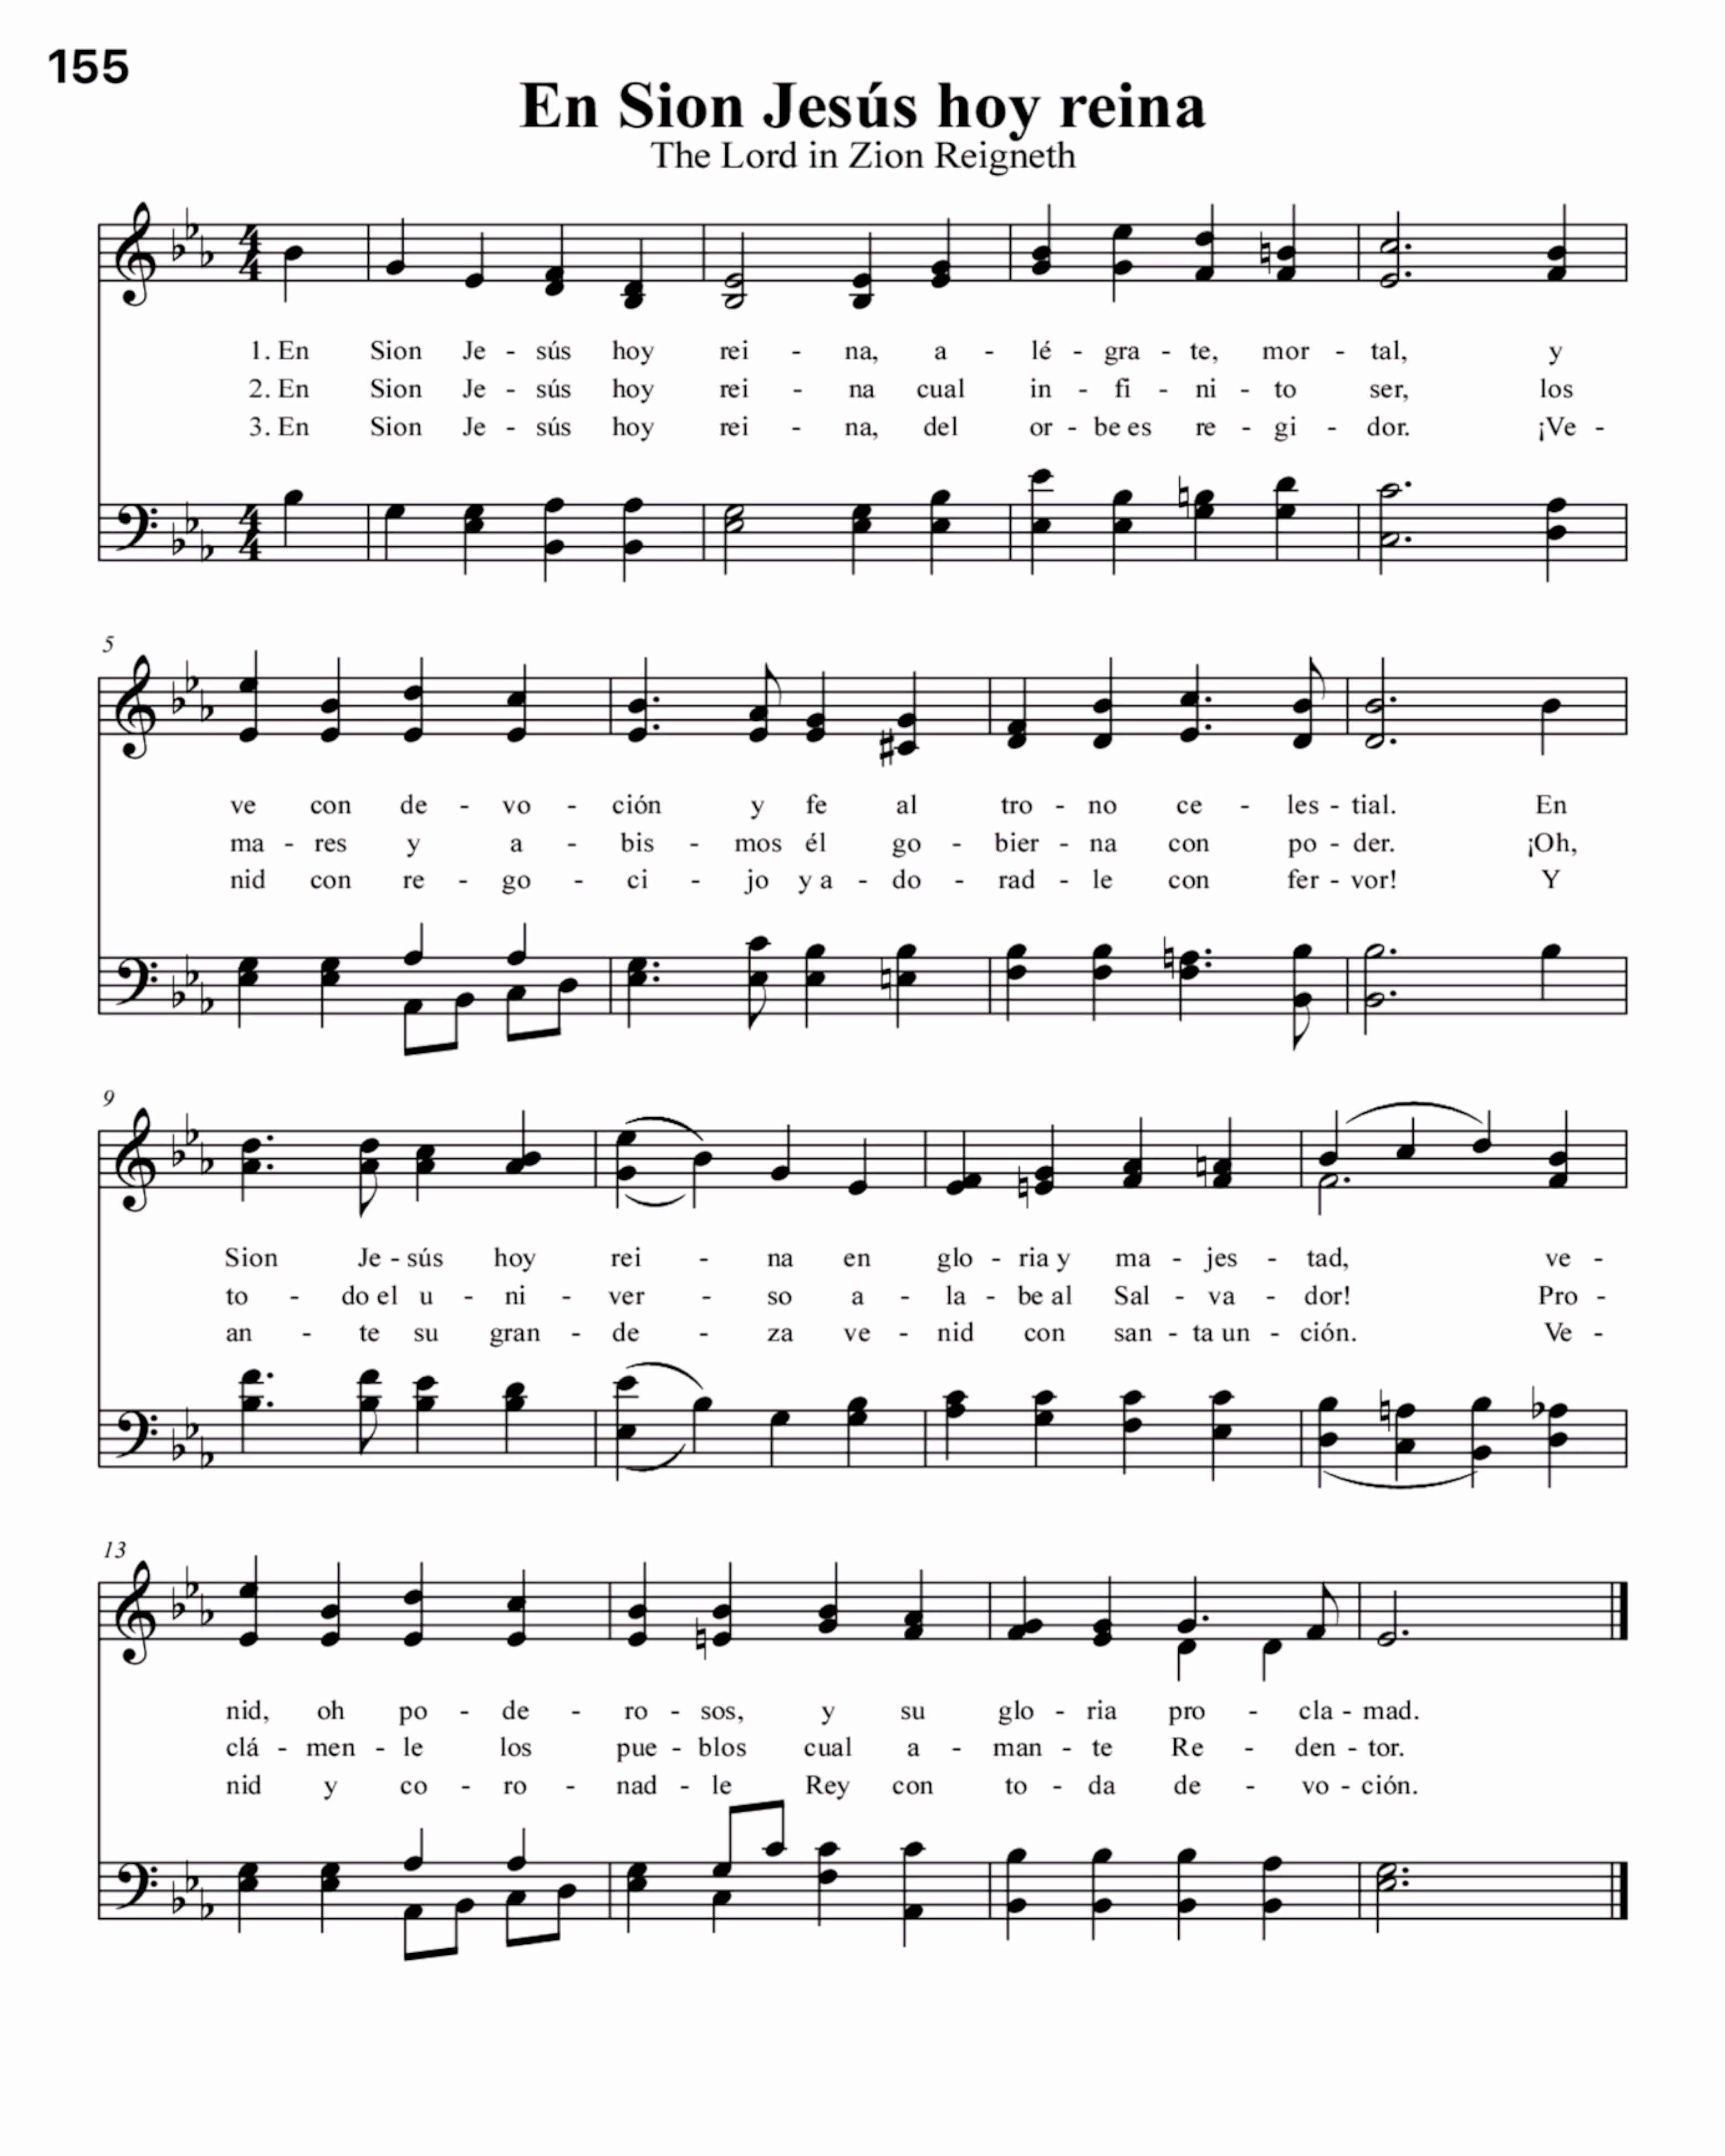 155
En Sion Jesús hoy reina
The Lord in Zion Reigneth
1. En Sion Je - sús hoy rei - na, a - lé - gra - te, mor - tal, y
2. En Sion Je - sús hoy rei - na cual in - fi - ni - to ser, los
3. En Sion Je - sús hoy rei - na, del or - be es re - gi - dor. ¡Ve -
5
ve con de - vo - ción y fe al tro - no ce - les - tial. En
ma - res y a - bis - mos él go - bier - na con po - der. ¡Oh,
nid con re - go - ci - jo y a - do - rad - le con fer - vor! Y
9
Sion Je - sús hoy rei - na en glo - ria y ma - jes - tad, ve -
to - do el u - ni - ver - so a - la - be al Sal - va - dor! Pro -
an - te su gran - de - za ve - nid con san - ta un - ción. Ve -
13
nid, oh po - de - ro - sos, y su glo - ria pro - cla - mad.
clá - men - le los pue - blos cual a - man - te Re - den - tor.
nid y co - ro - nad - le Rey con to - da de - vo - ción.